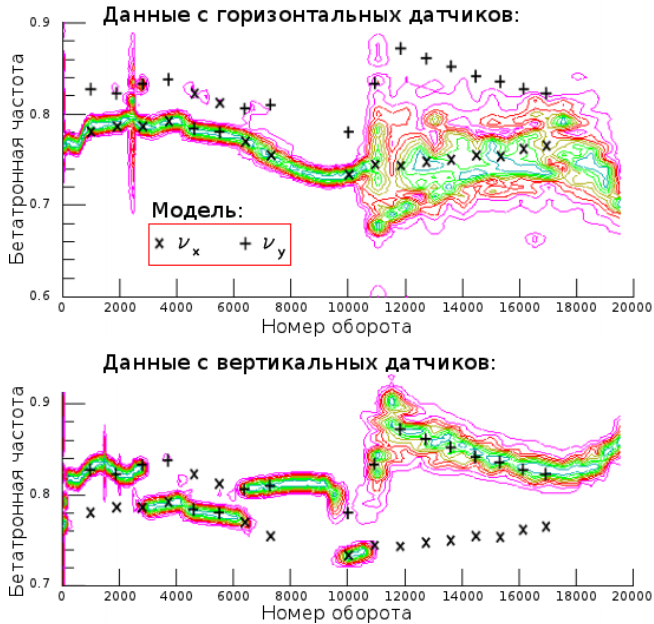 Данные с горизонтальных датчиков:
0.9
0.8
0.7
0.6
Бетатронная частота
Модель:
× ν_x + ν_y
0 2000 4000 6000 8000 10000 12000 14000 16000 18000 20000
Номер оборота
Данные с вертикальных датчиков:
0.9
0.8
0.7
Бетатронная частота
0 2000 4000 6000 8000 10000 12000 14000 16000 18000 20000
Номер оборота